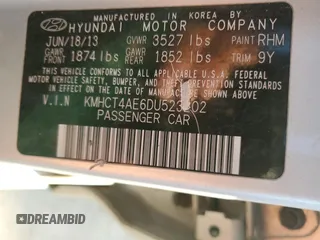 MANUFACTURED IN KOREA BY
HYUNDAI MOTOR COMPANY
JUN/18/13 GVWR 3527 lbs PAINT RHM
GAWR FRONT 1874 lbs GAWR REAR 1852 lbs TRIM 9Y
THIS VEHICLE CONFORMS TO ALL APPLICABLE FEDERAL
MOTOR VEHICLE SAFETY, BUMPER, AND THEFT
PREVENTION STANDARDS IN EFFECT ON THE DATE
OF MANUFACTURE SHOWN ABOVE.
V.I.N
PASSENGER CAR
DREAMBID